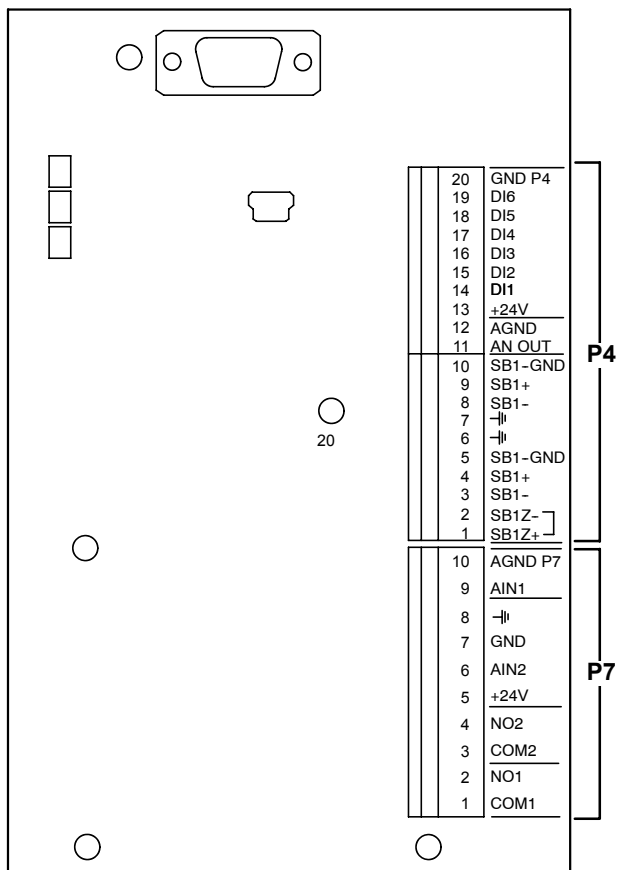 20 GND P4
19 DI6
18 DI5
17 DI4
16 DI3
15 DI2
14 DI1
13 +24V
12 AGND
11 AN OUT
10 SB1-GND
9 SB1+
8 SB1-
7
6
5 SB1-GND
4 SB1+
3 SB1-
2 SB1Z-
1 SB1Z+
P4
20
10 AGND P7
9 AIN1
8
7 GND
6 AIN2
5 +24V
4 NO2
3 COM2
2 NO1
1 COM1
P7